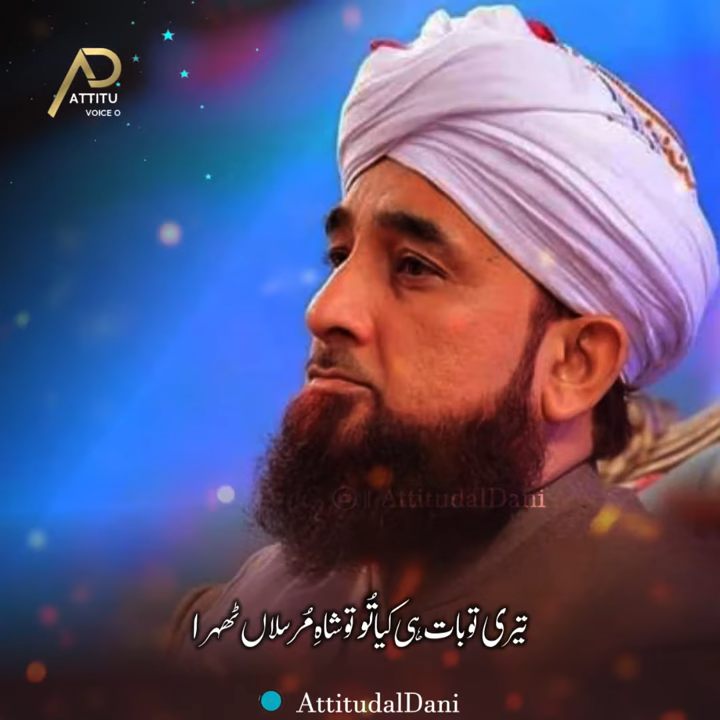 ATTITU
VOICE O
AttitudalDani
تیری تو بات ہی کیا تُو تو شاہِ مُرسلاں ٹھہرا
AttitudalDani